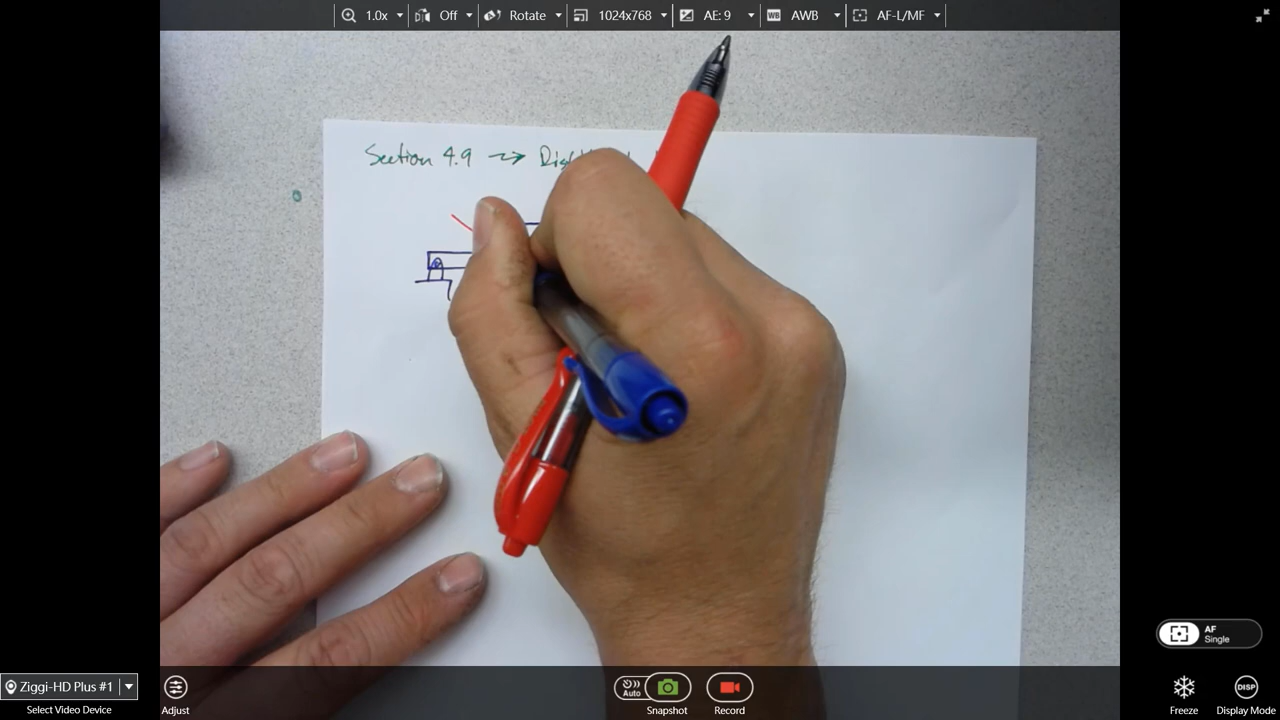 1.0x Off Rotate 1024x768 AE: 9 WB AWB AF-L/MF
Section 4.9 →
AF
Single
Ziggi-HD Plus #1
Select Video Device
Adjust
Auto
Snapshot
Record
Freeze
DISP
Display Mode